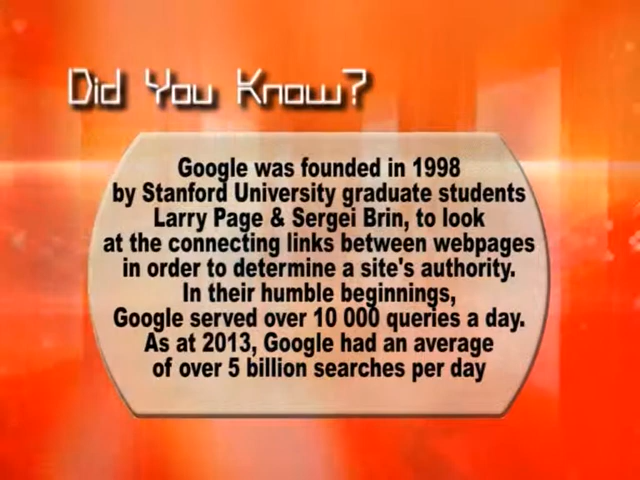 Did You Know?
Google was founded in 1998
by Stanford University graduate students
Larry Page & Sergei Brin, to look
at the connecting links between webpages
in order to determine a site's authority.
In their humble beginnings,
Google served over 10 000 queries a day.
As at 2013, Google had an average
of over 5 billion searches per day